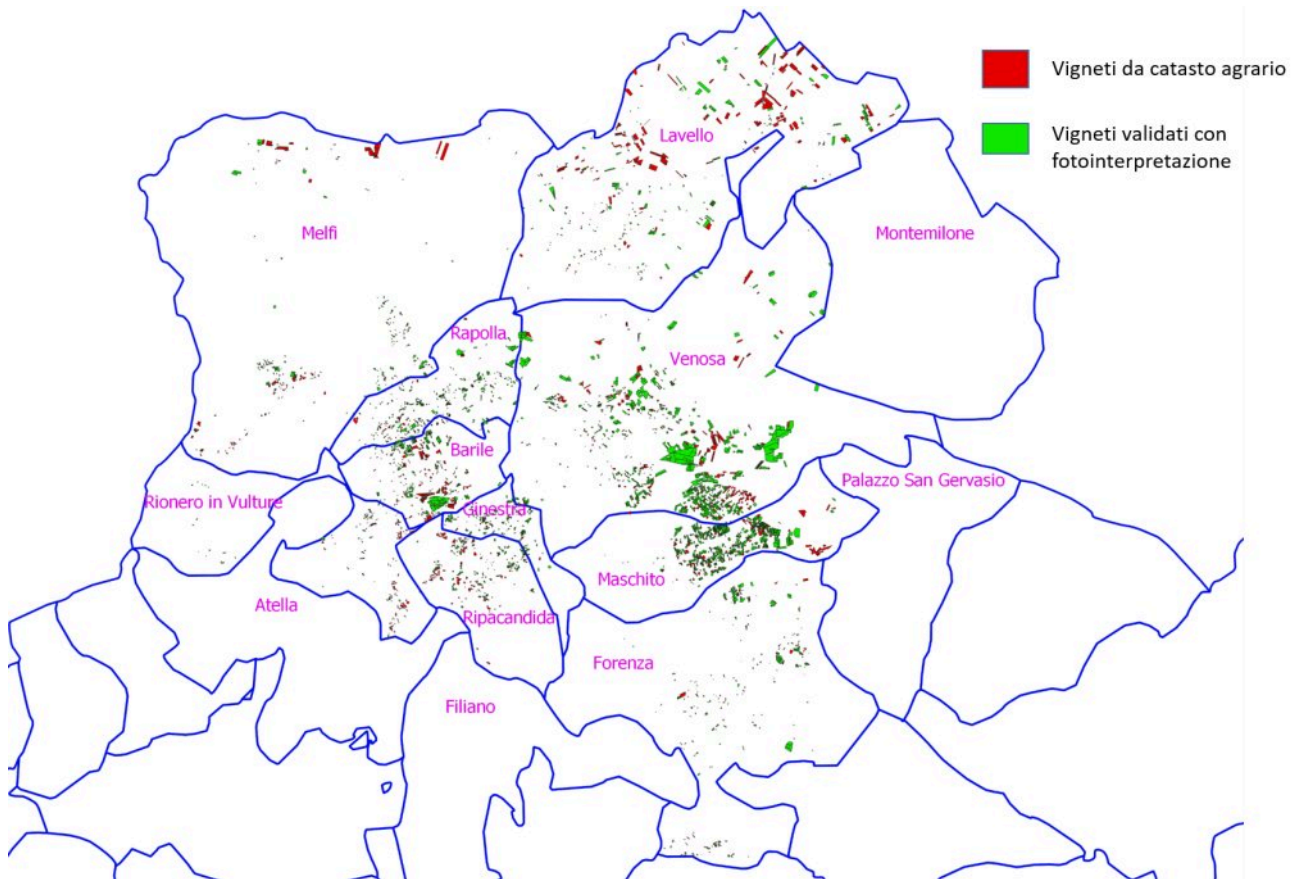 Vigneti da catasto agrario
Vigneti validati con
fotointerpretazione
Lavello
Melfi
Montemilone
Rapolla
Venosa
Barile
Palazzo San Gervasio
Rionero in Vulture
Ginestra
Maschito
Atella
Ripacandida
Forenza
Filiano